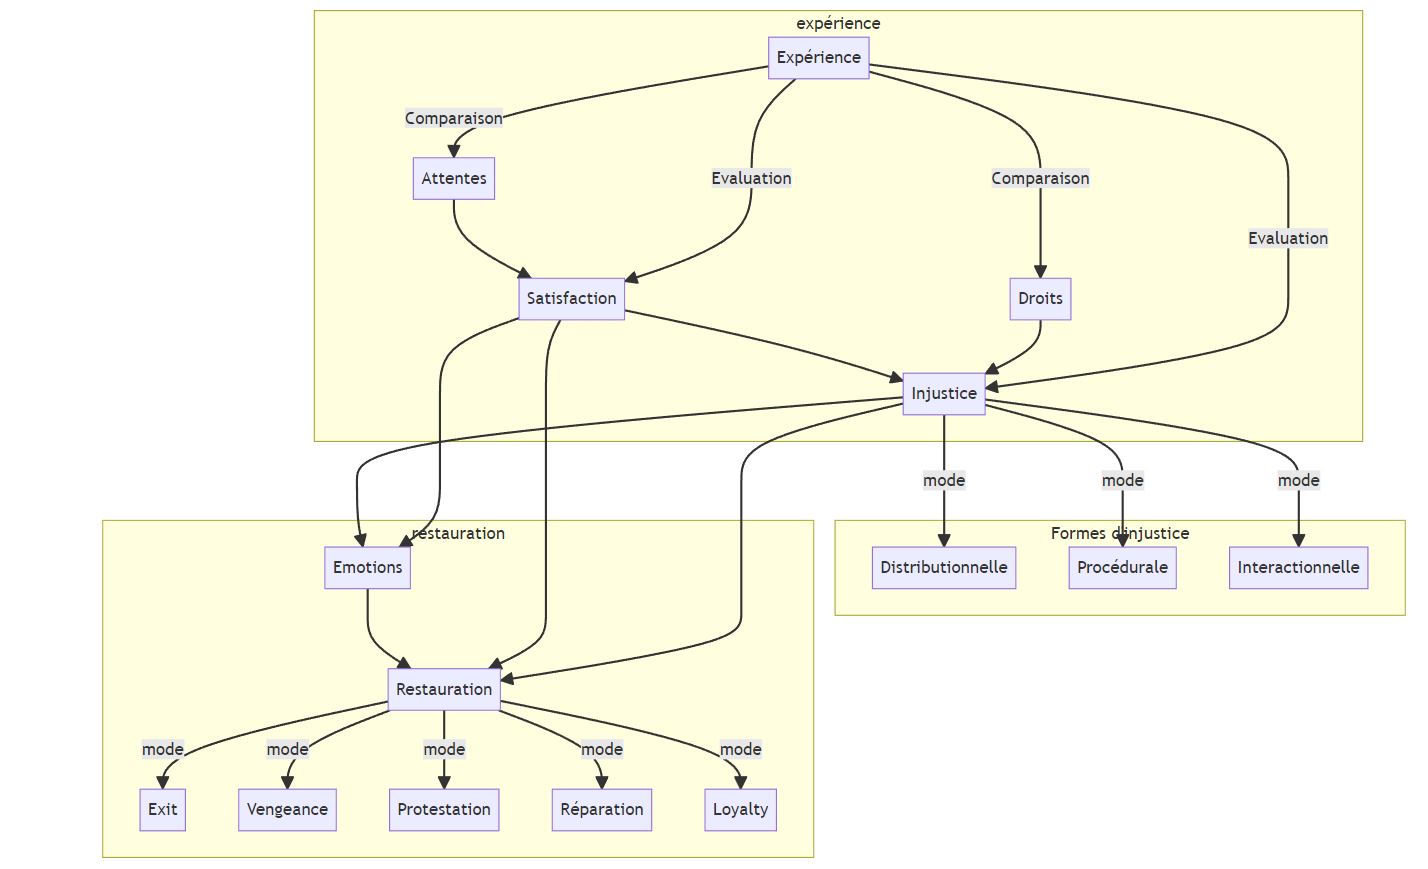 expérience
Expérience
Comparaison
Attentes
Evaluation
Comparaison
Evaluation
Satisfaction
Droits
Injustice
mode
mode
mode
restauration
Formes d'injustice
Emotions
Distributionnelle
Procédurale
Interactionnelle
Restauration
mode
mode
mode
mode
mode
Exit
Vengeance
Protestation
Réparation
Loyalty